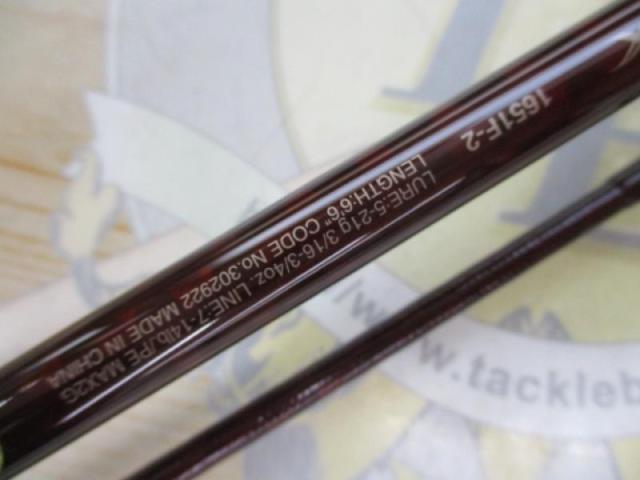 1651F-2
LENGTH:6'6" CODE No.302922 MADE IN CHINA
LURE:5-21g 3/16-3/4oz. LINE:7-14lb/PE MAX2G
/www.tackleb